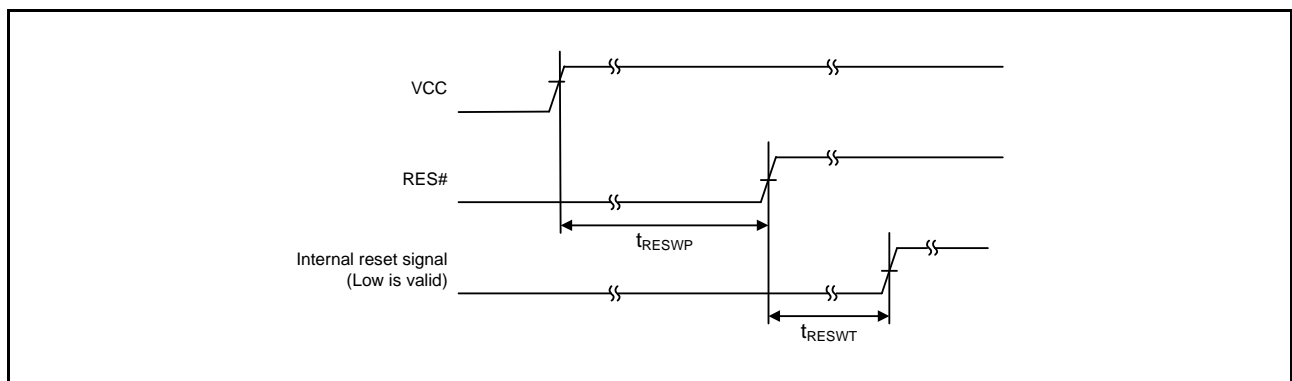 VCC
RES#
tRESWP
Internal reset signal
(Low is valid)
tRESWT